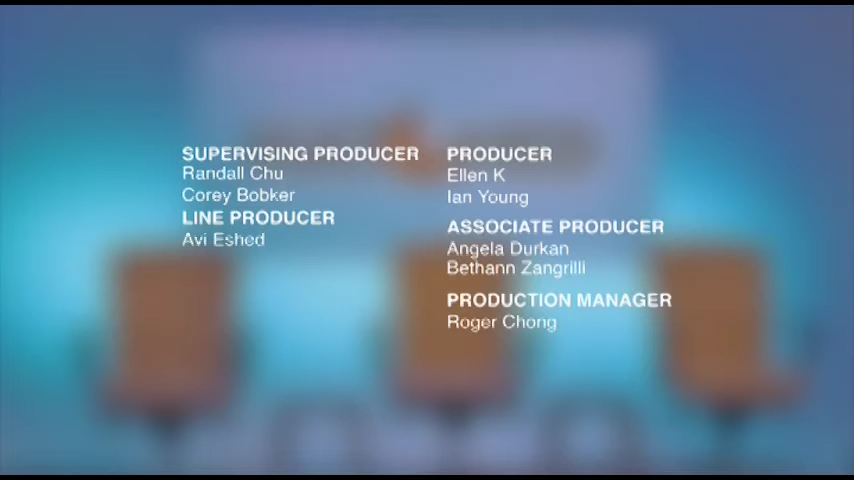 SUPERVISING PRODUCER
Randall Chu
Corey Bobker
LINE PRODUCER
Avi Eshed
PRODUCER
Ellen K
Ian Young
ASSOCIATE PRODUCER
Angela Durkan
Bethann Zangrilli
PRODUCTION MANAGER
Roger Chong